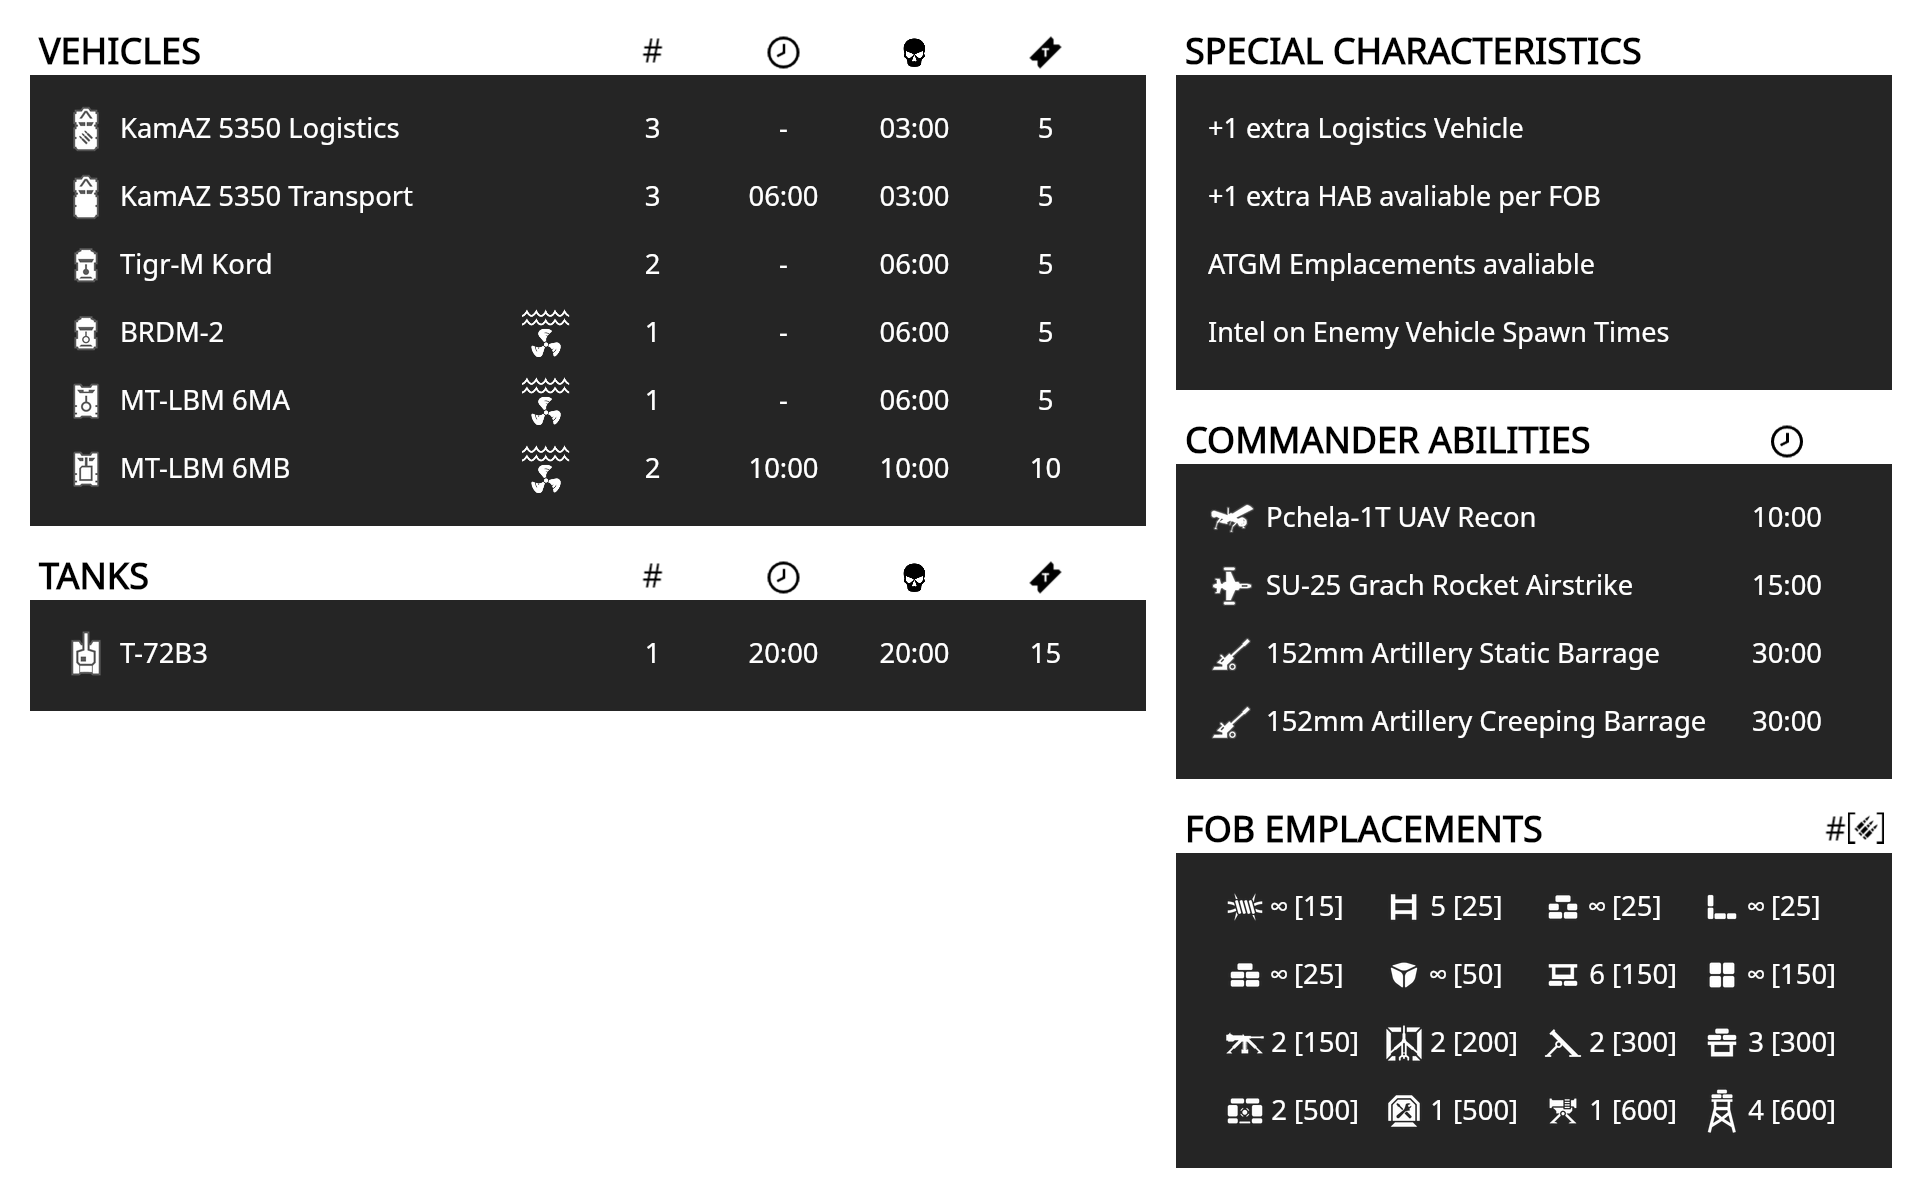 VEHICLES #
KamAZ 5350 Logistics 3 - 03:00 5
KamAZ 5350 Transport 3 06:00 03:00 5
Tigr-M Kord 2 - 06:00 5
BRDM-2 1 - 06:00 5
MT-LBM 6MA 1 - 06:00 5
MT-LBM 6MB 2 10:00 10:00 10
TANKS #
T-72B3 1 20:00 20:00 15
SPECIAL CHARACTERISTICS
+1 extra Logistics Vehicle
+1 extra HAB avaliable per FOB
ATGM Emplacements avaliable
Intel on Enemy Vehicle Spawn Times
COMMANDER ABILITIES
Pchela-1T UAV Recon 10:00
SU-25 Grach Rocket Airstrike 15:00
152mm Artillery Static Barrage 30:00
152mm Artillery Creeping Barrage 30:00
FOB EMPLACEMENTS #[]
∞ [15] 5 [25] ∞ [25] ∞ [25]
∞ [25] ∞ [50] 6 [150] ∞ [150]
2 [150] 2 [200] 2 [300] 3 [300]
2 [500] 1 [500] 1 [600] 4 [600]